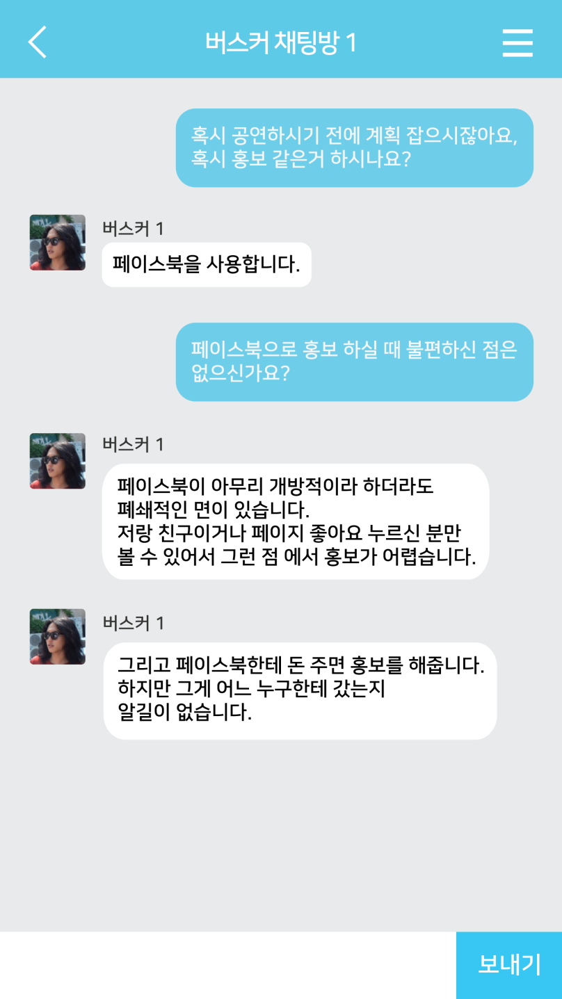 버스커 채팅방 1
혹시 공연하시기 전에 계획 잡으시잖아요,
혹시 홍보 같은거 하시나요?
버스커 1
페이스북을 사용합니다.
페이스북으로 홍보 하실 때 불편하신 점은
없으신가요?
버스커 1
페이스북이 아무리 개방적이라 하더라도
폐쇄적인 면이 있습니다.
저랑 친구이거나 페이지 좋아요 누르신 분만
볼 수 있어서 그런 점 에서 홍보가 어렵습니다.
버스커 1
그리고 페이스북한테 돈 주면 홍보를 해줍니다.
하지만 그게 어느 누구한테 갔는지
알길이 없습니다.
보내기